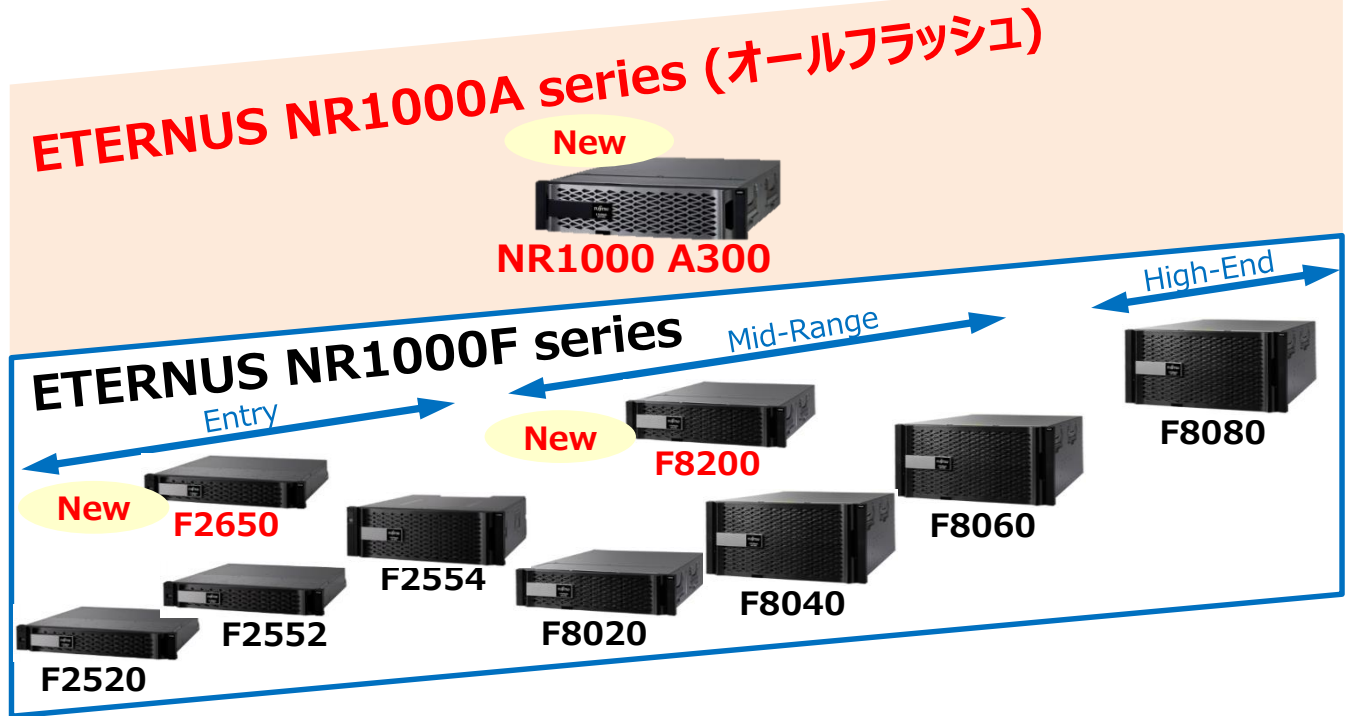 ETERNUS NR1000A series (オールフラッシュ)
New
NR1000 A300
High-End
Mid-Range
ETERNUS NR1000F series
Entry
F8080
New
F8200
New
F2650
F8060
F2554
F8040
F2552
F8020
F2520